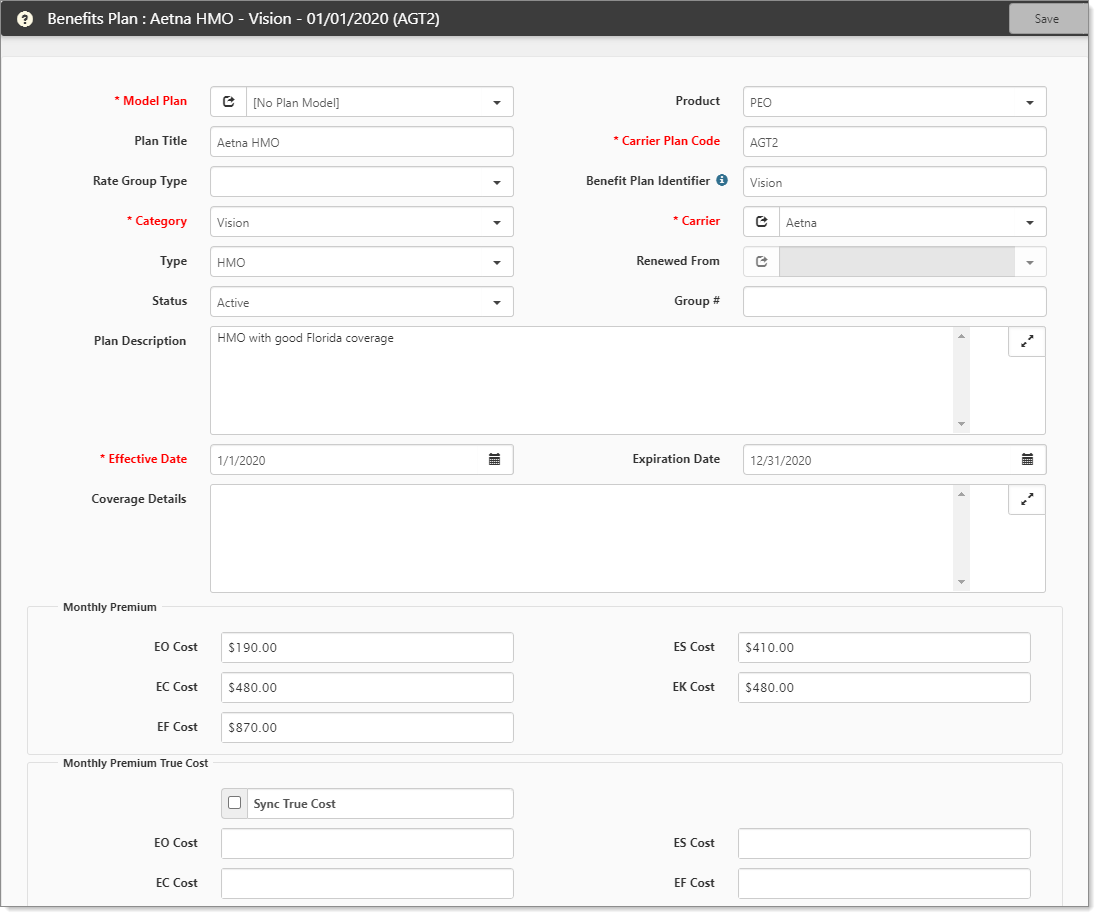 Benefits Plan : Aetna HMO - Vision - 01/01/2020 (AGT2) Save
* Model Plan [No Plan Model] Product PEO
Plan Title Aetna HMO * Carrier Plan Code AGT2
Rate Group Type Benefit Plan Identifier Vision
* Category Vision * Carrier Aetna
Type HMO Renewed From
Status Active Group #
Plan Description HMO with good Florida coverage
* Effective Date 1/1/2020 Expiration Date 12/31/2020
Coverage Details
Monthly Premium
EO Cost $190.00 ES Cost $410.00
EC Cost $480.00 EK Cost $480.00
EF Cost $870.00
Monthly Premium True Cost
Sync True Cost
EO Cost ES Cost
EC Cost EF Cost